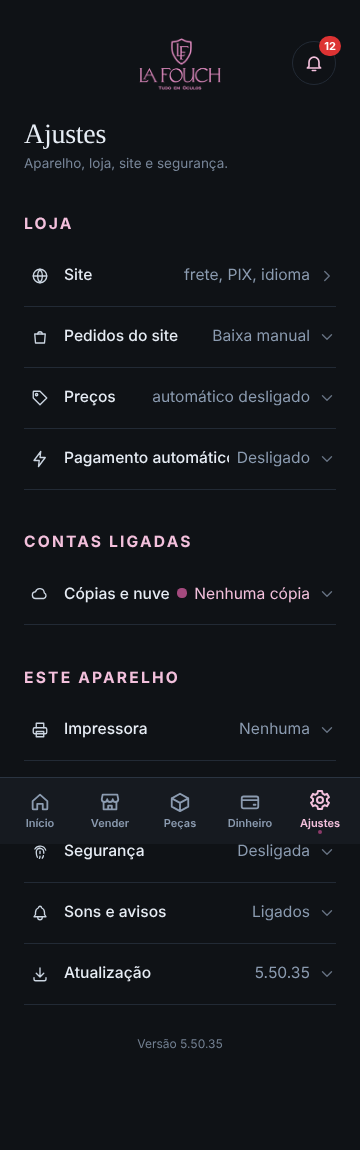 LA FOUCH
TUDO EM ÓCULOS
12
Ajustes
Aparelho, loja, site e segurança.
LOJA
Site frete, PIX, idioma
Pedidos do site Baixa manual
Preços automático desligado
Pagamento automático Desligado
CONTAS LIGADAS
Cópias e nuve Nenhuma cópia
ESTE APARELHO
Impressora Nenhuma
Início Vender Peças Dinheiro Ajustes
Segurança Desligada
Sons e avisos Ligados
Atualização 5.50.35
Versão 5.50.35